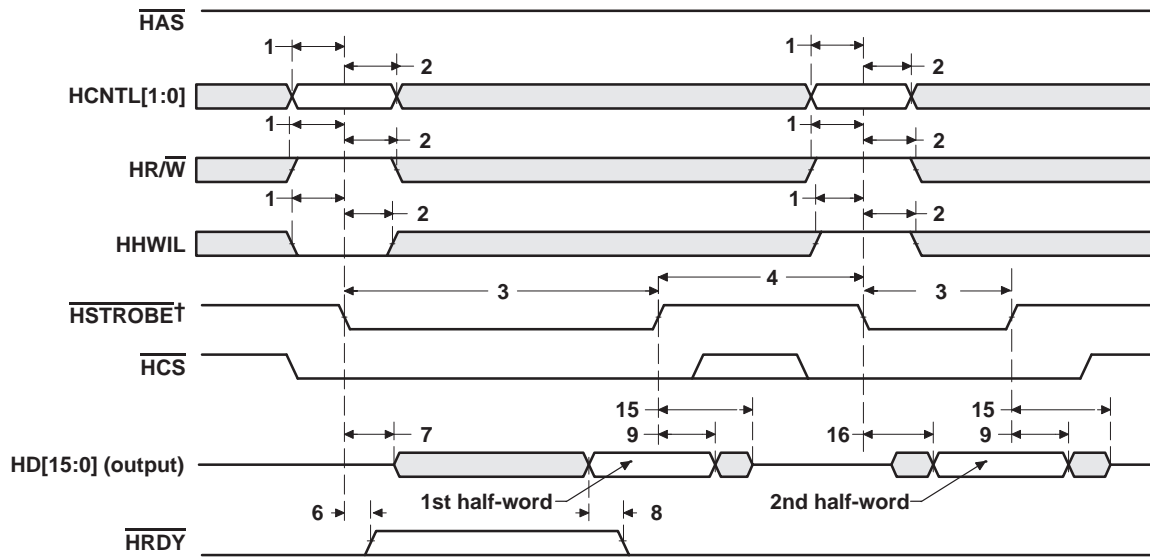 HAS
1
1
2
2
HCNTL[1:0]
1
1
2
2
HR/W
1
1
2
2
HHWIL
4
3
3
HSTROBE†
HCS
15
15
7
9
16
9
HD[15:0] (output)
1st half-word
2nd half-word
6
8
HRDY